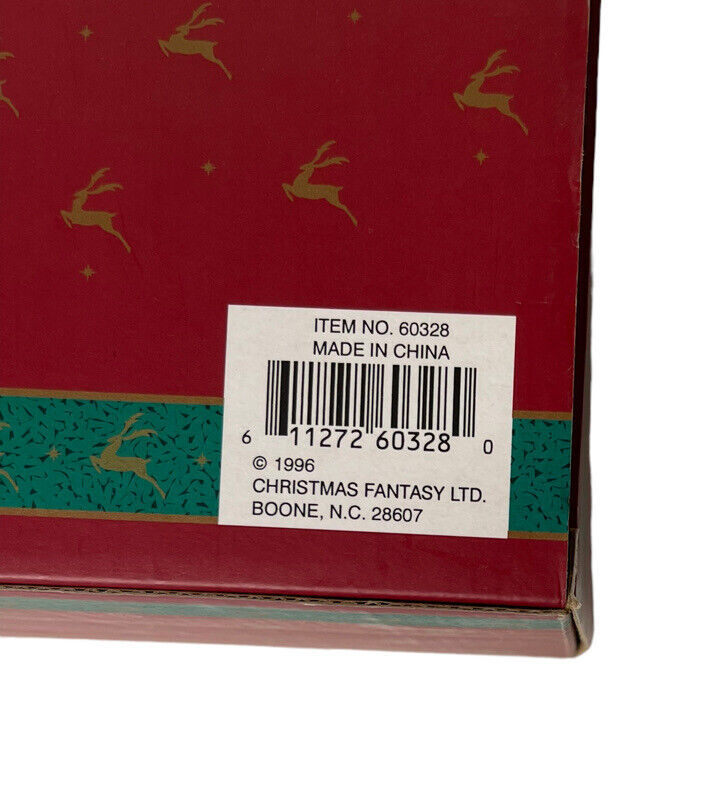 ITEM NO. 60328
MADE IN CHINA
6 11272 60328 0
© 1996
CHRISTMAS FANTASY LTD.
BOONE, N.C. 28607